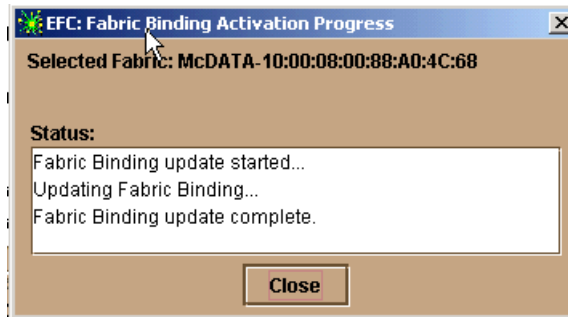 EFC: Fabric Binding Activation Progress
Selected Fabric: McDATA-10:00:08:00:88:A0:4C:68
Status:
Fabric Binding update started...
Updating Fabric Binding...
Fabric Binding update complete.
Close